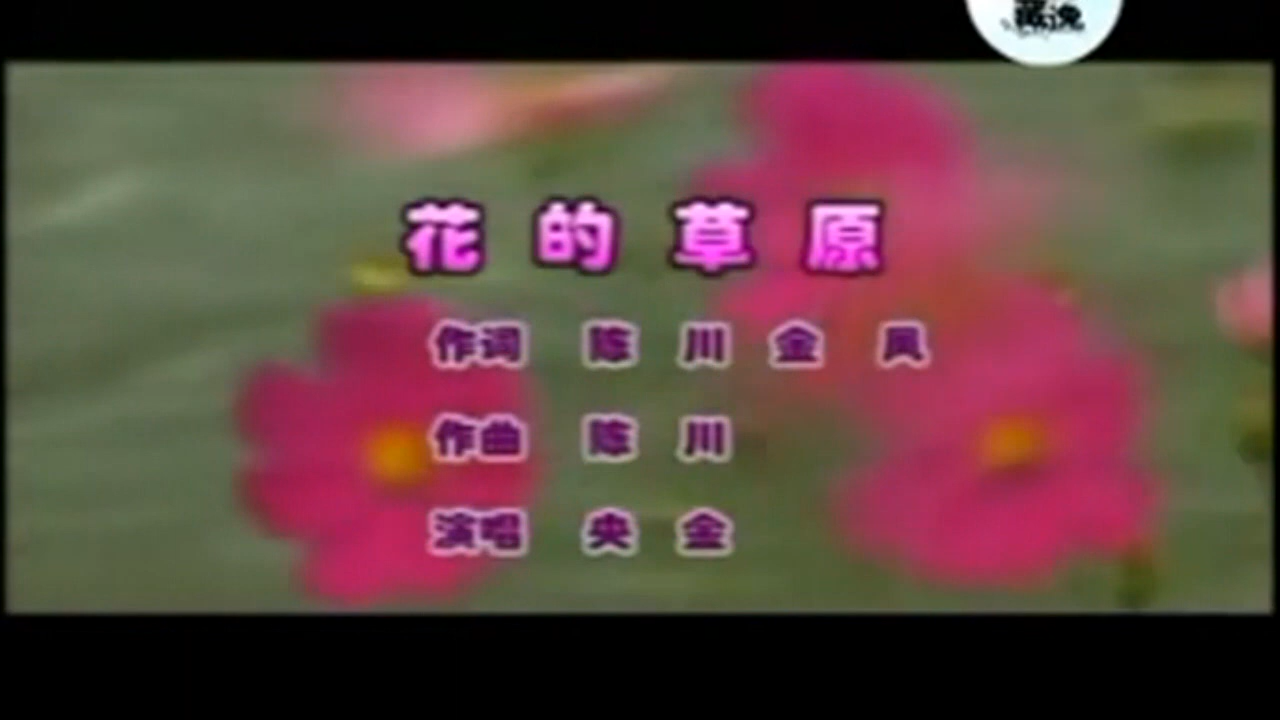 花的草原
作词 陈川 金凤
作曲 陈川
演唱 央金